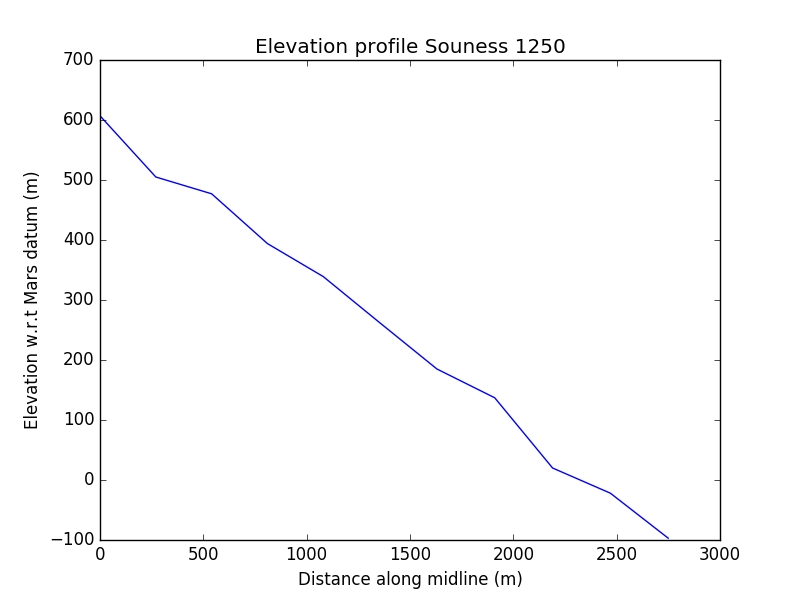 Elevation profile Souness 1250
700
600
500
400
300
200
100
0
−100
Elevation w.r.t Mars datum (m)
0 500 1000 1500 2000 2500 3000
Distance along midline (m)